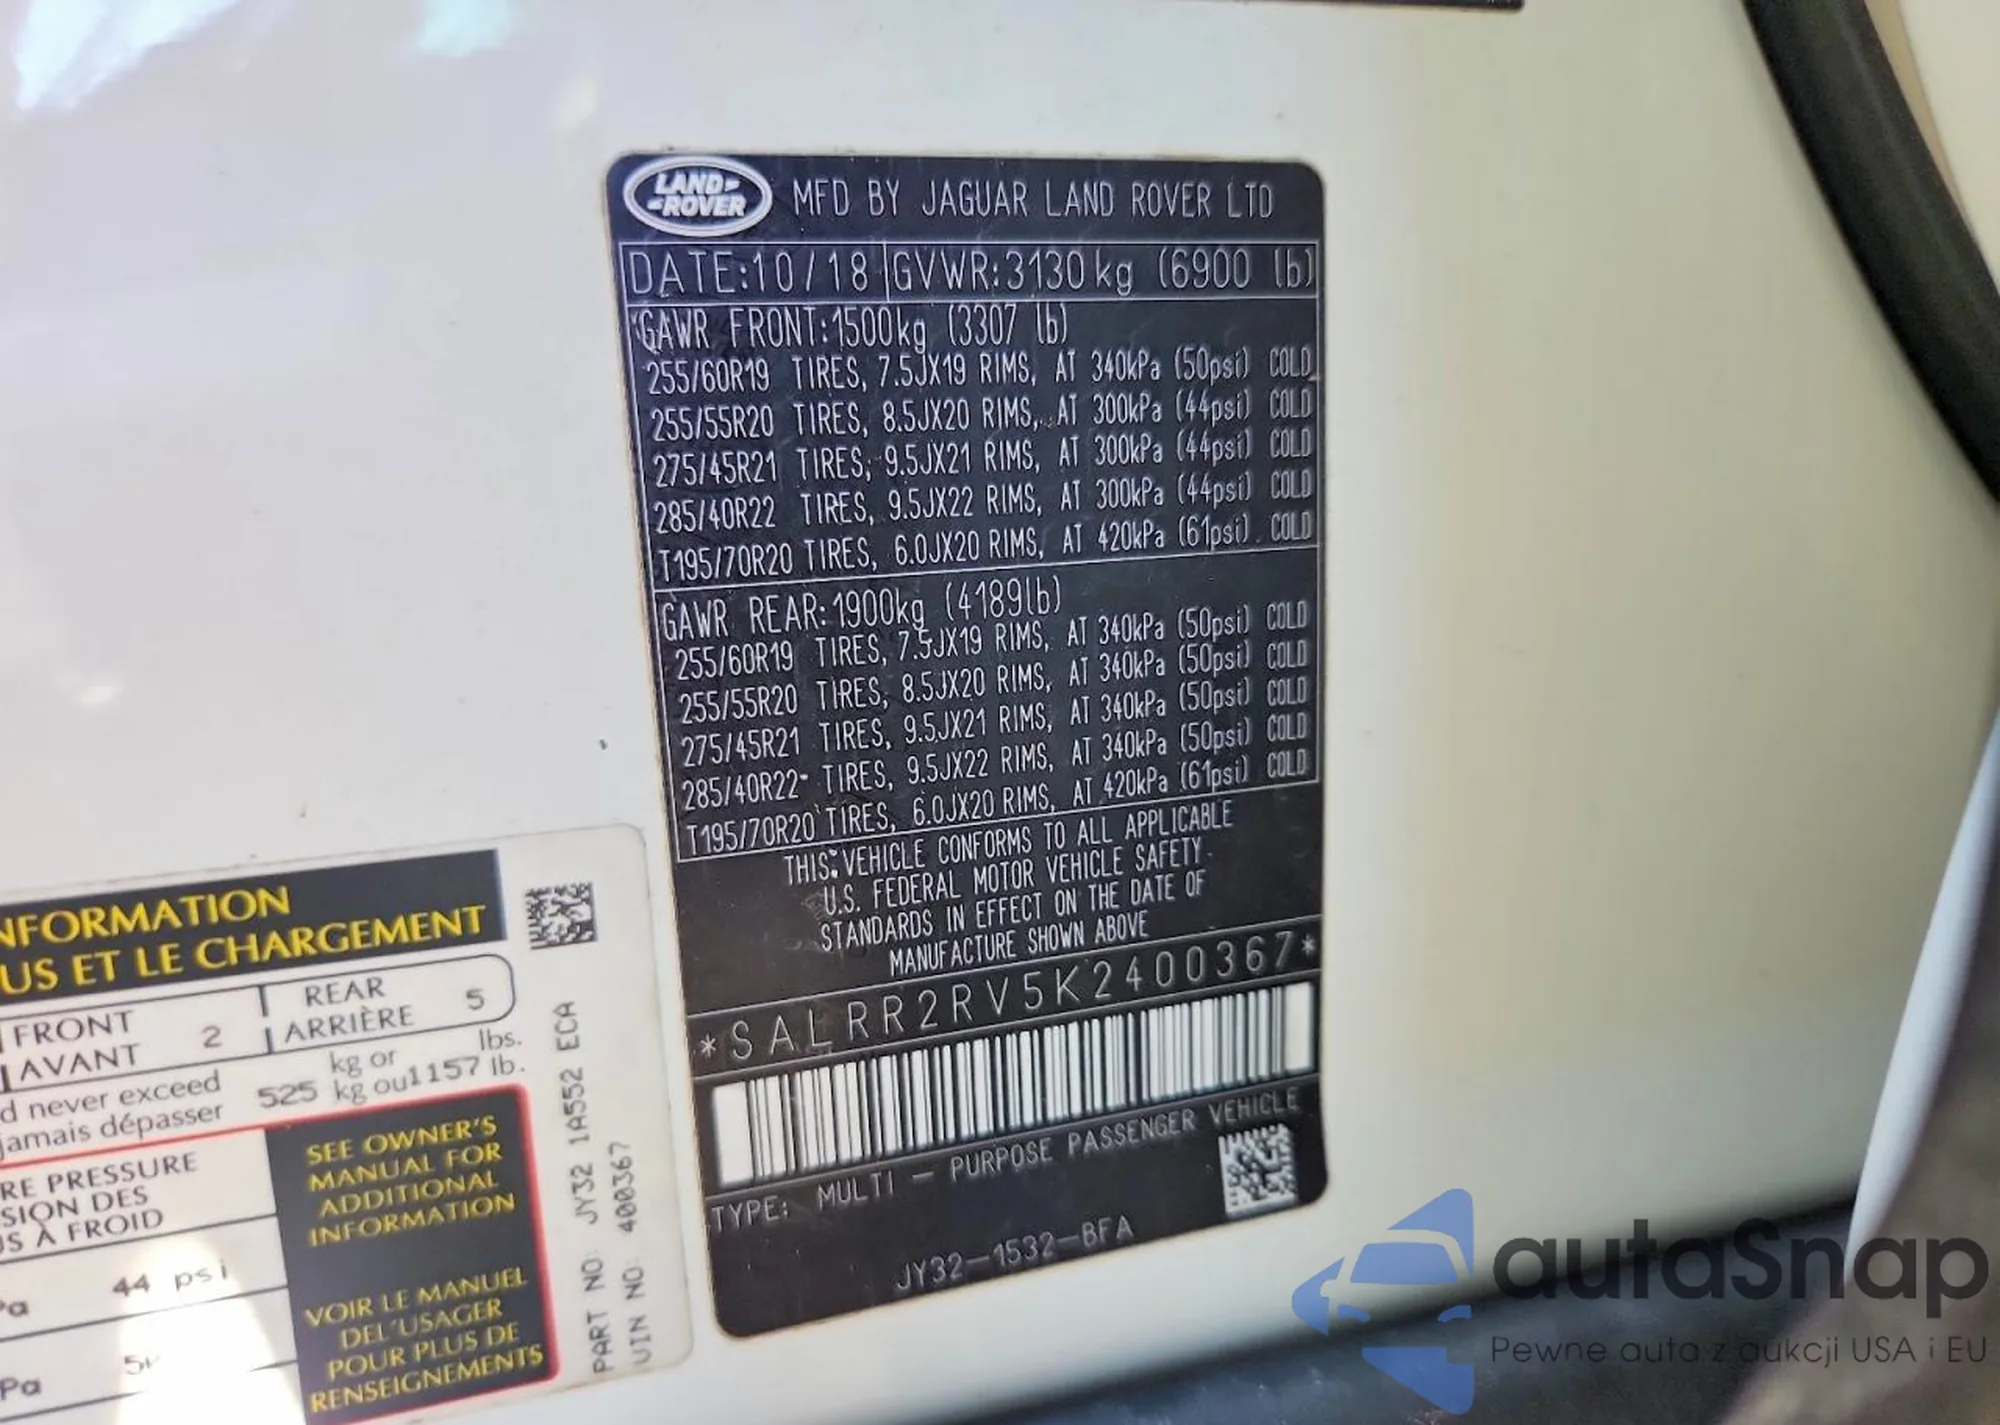 LAND-
-ROVER
MFD BY JAGUAR LAND ROVER LTD
DATE:10/18 GVWR:3130kg (6900 lb)
GAWR FRONT:1500kg (3307 lb)
255/60R19 TIRES, 7.5JX19 RIMS, AT 340kPa (50psi) COLD
255/55R20 TIRES, 8.5JX20 RIMS, AT 300kPa (44psi) COLD
275/45R21 TIRES, 9.5JX21 RIMS, AT 300kPa (44psi) COLD
285/40R22 TIRES, 9.5JX22 RIMS, AT 300kPa (44psi) COLD
T195/70R20 TIRES, 6.0JX20 RIMS, AT 420kPa (61psi) COLD
GAWR REAR:1900kg (4189lb)
255/60R19 TIRES, 7.5JX19 RIMS, AT 340kPa (50psi) COLD
255/55R20 TIRES, 8.5JX20 RIMS, AT 340kPa (50psi) COLD
275/45R21 TIRES, 9.5JX21 RIMS, AT 340kPa (50psi) COLD
285/40R22 TIRES, 9.5JX22 RIMS, AT 340kPa (50psi) COLD
T195/70R20 TIRES, 6.0JX20 RIMS, AT 420kPa (61psi) COLD
THIS VEHICLE CONFORMS TO ALL APPLICABLE
U.S. FEDERAL MOTOR VEHICLE SAFETY
STANDARDS IN EFFECT ON THE DATE OF
MANUFACTURE SHOWN ABOVE
*SALRR2RV5K2400367*
TYPE: MULTI - PURPOSE PASSENGER VEHICLE
JY32-1532-BFA
NFORMATION
US ET LE CHARGEMENT
FRONT 2 REAR 5
AVANT ARRIÈRE
d never exceed 525 kg or 1157 lbs.
jamais dépasser kg ou lb.
RE PRESSURE
SION DES
S À FROID
44 psi
Pa
SEE OWNER'S
MANUAL FOR
ADDITIONAL
INFORMATION
VOIR LE MANUEL
DE L'USAGER
POUR PLUS DE
RENSEIGNEMENTS
PART NO: JY32 1A552 ECA
VIN NO: 400367
autaSnap
Pewne auta z aukcji USA i EU